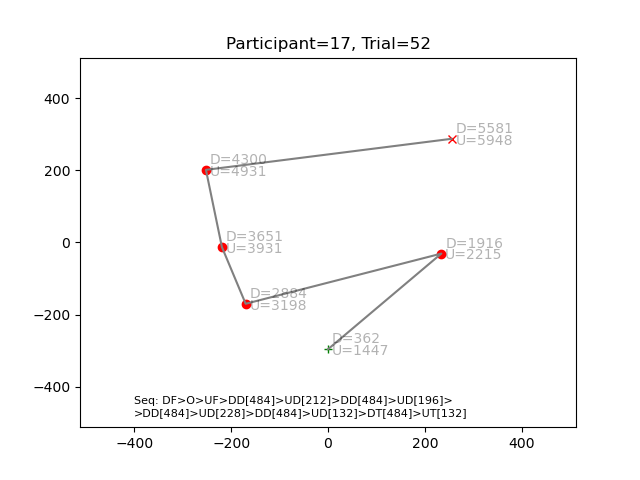 Participant=17, Trial=52
400
200
0
−200
−400
D=5581
U=5948
D=4300
U=4931
D=3651
U=3931
D=1916
U=2215
D=2884
U=3198
D=362
U=1447
Seq: DF>O>UF>DD[484]>UD[212]>DD[484]>UD[196]>
>DD[484]>UD[228]>DD[484]>UD[132]>DT[484]>UT[132]
−400 −200 0 200 400